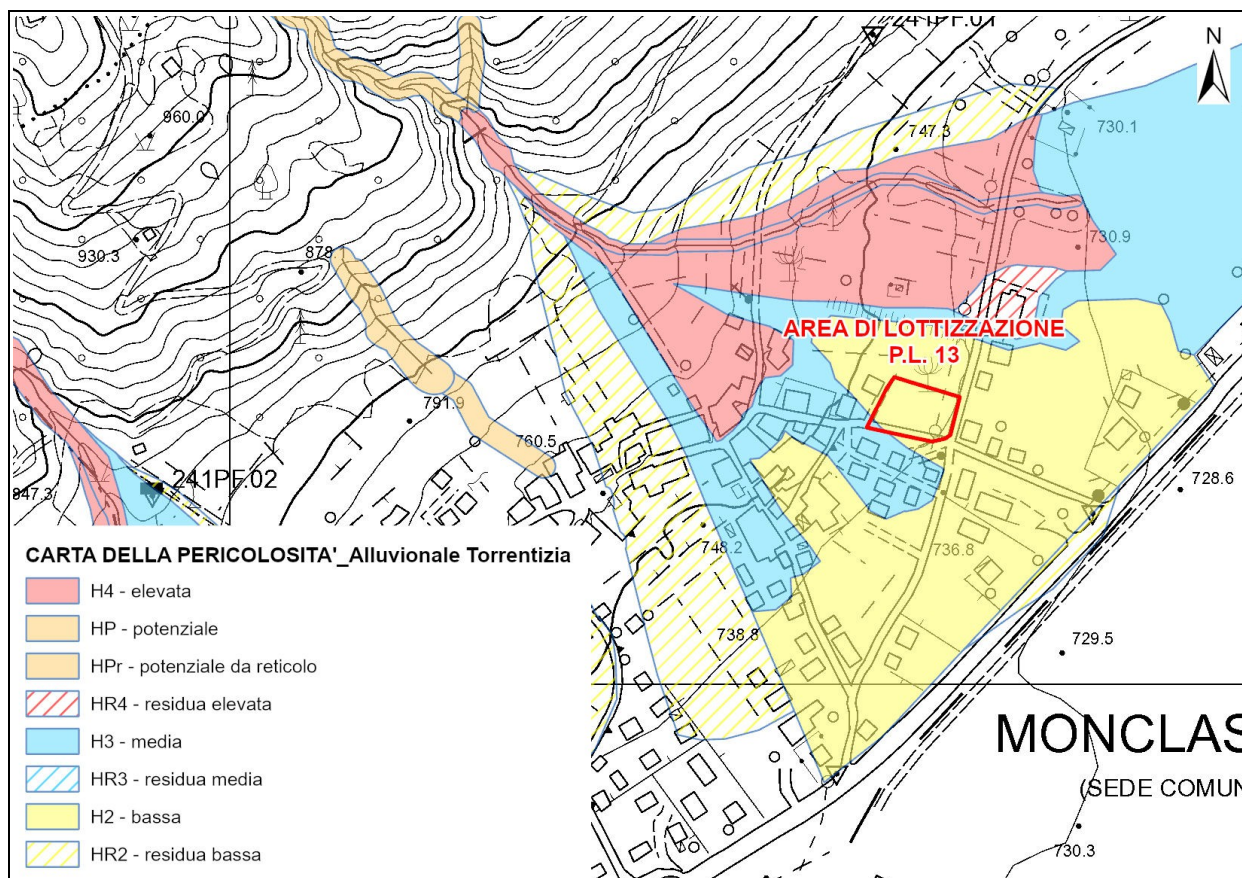 241PF.01
N
960.0
747.3
730.1
930.3
878
730.9
AREA DI LOTTIZZAZIONE
P.L. 13
791.9
760.5
847.3
241PF.02
728.6
748.2
736.8
738.8
729.5
CARTA DELLA PERICOLOSITA'_Alluvionale Torrentizia
H4 - elevata
HP - potenziale
HPr - potenziale da reticolo
HR4 - residua elevata
H3 - media
HR3 - residua media
H2 - bassa
HR2 - residua bassa
MONCLAS
(SEDE COMUN
730.3